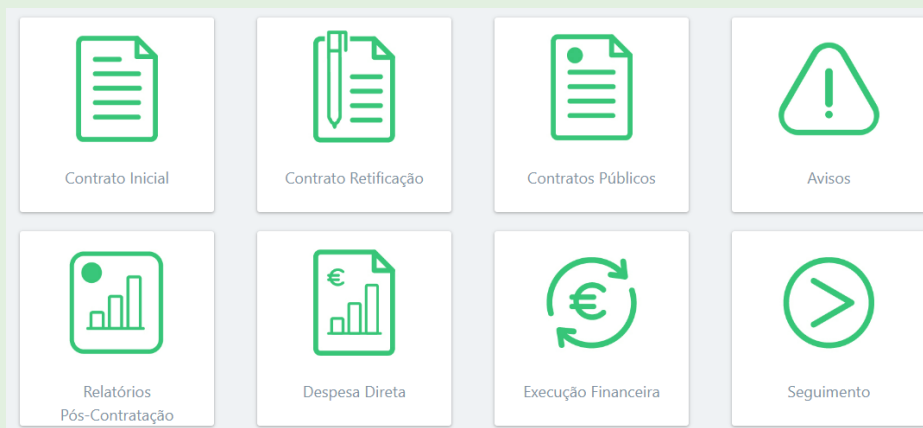 Contrato Inicial
Contrato Retificação
Contratos Públicos
Avisos
€
€
Relatórios
Pós-Contratação
Despesa Direta
Execução Financeira
Seguimento